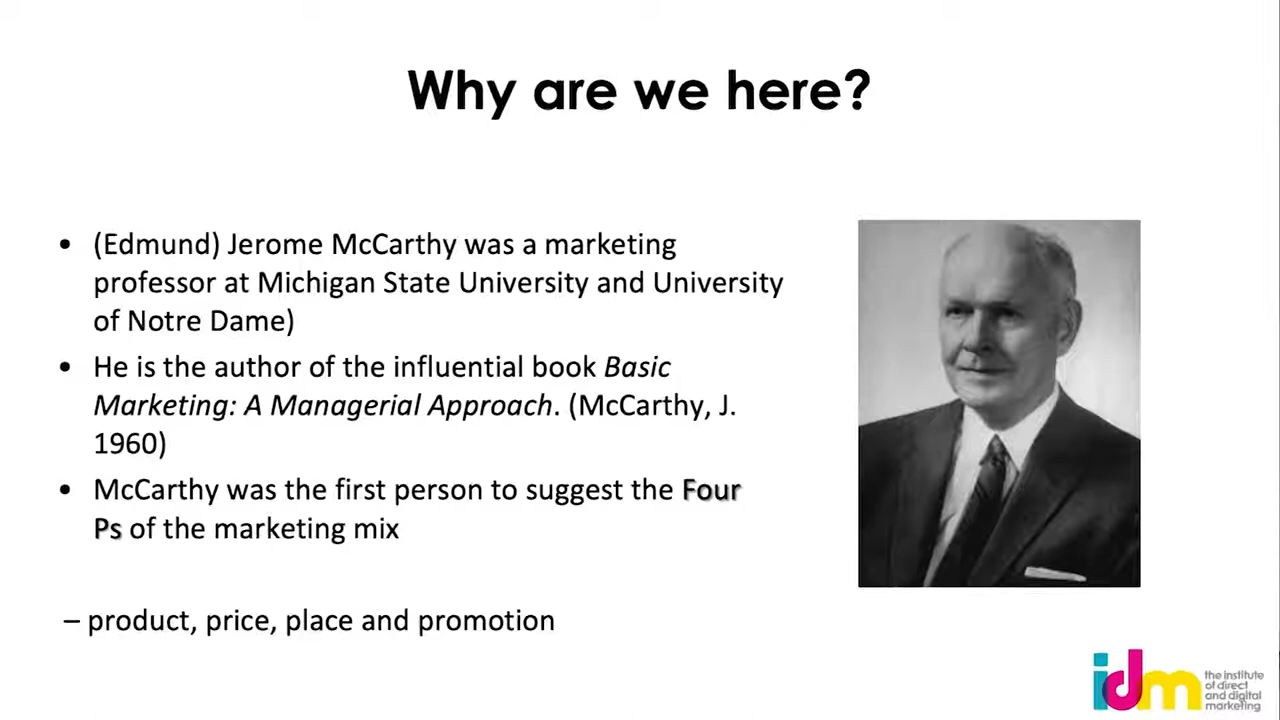 Why are we here?
• (Edmund) Jerome McCarthy was a marketing
professor at Michigan State University and University
of Notre Dame)
• He is the author of the influential book Basic
Marketing: A Managerial Approach. (McCarthy, J.
1960)
• McCarthy was the first person to suggest the Four
Ps of the marketing mix
– product, price, place and promotion
idm
the institute
of direct
and digital
marketing